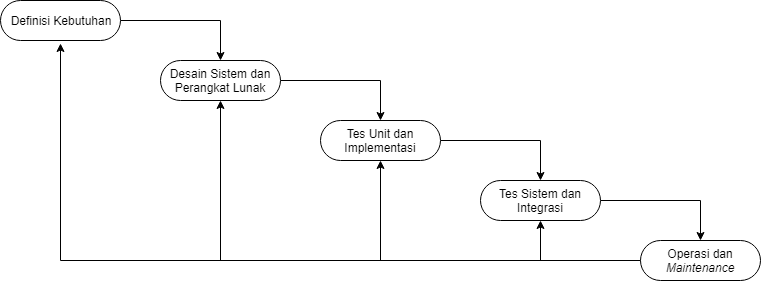 Definisi Kebutuhan
Desain Sistem dan
Perangkat Lunak
Tes Unit dan
Implementasi
Tes Sistem dan
Integrasi
Operasi dan
Maintenance